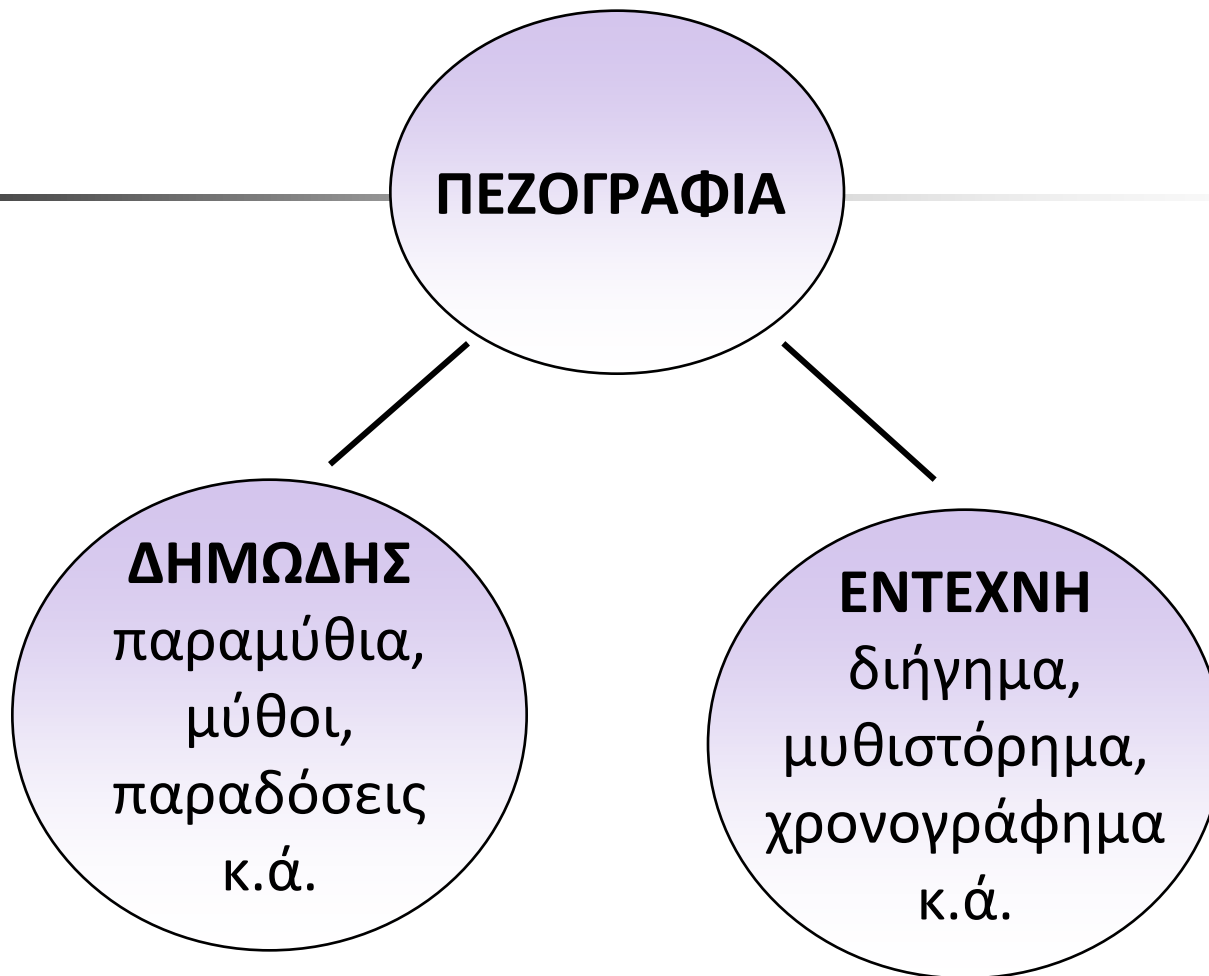 ΠΕΖΟΓΡΑΦΙΑ
ΔΗΜΩΔΗΣ
παραμύθια,
μύθοι,
παραδόσεις
κ.ά.
ΕΝΤΕΧΝΗ
διήγημα,
μυθιστόρημα,
χρονογράφημα
κ.ά.